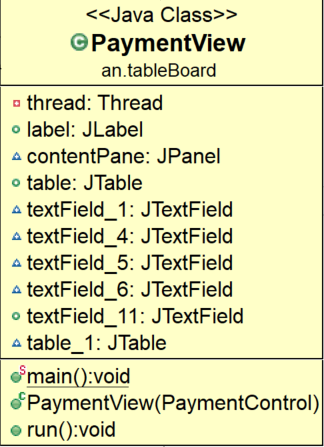 <<Java Class>>
PaymentView
an.tableBoard
thread: Thread
label: JLabel
contentPane: JPanel
table: JTable
textField_1: JTextField
textField_4: JTextField
textField_5: JTextField
textField_6: JTextField
textField_11: JTextField
table_1: JTable
main():void
PaymentView(PaymentControl)
run():void